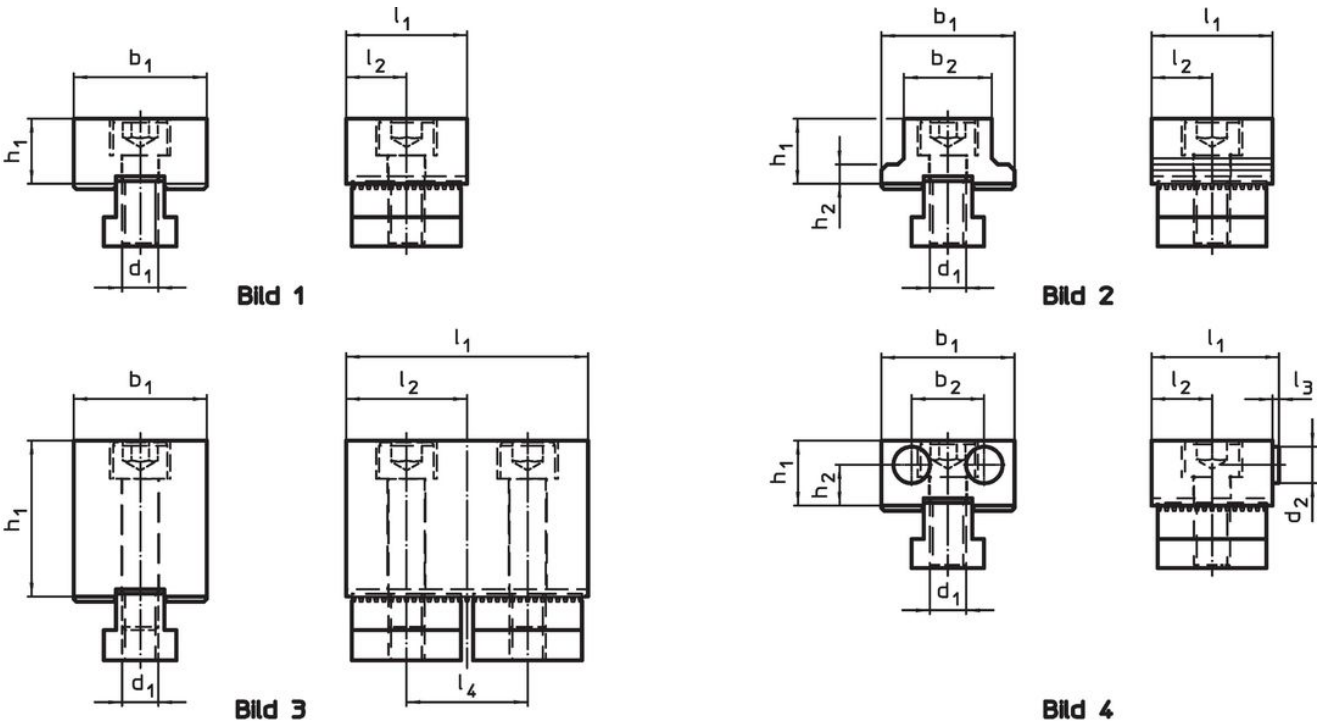 b₁
l₁
l₂
h₁
d₁
Bild 1
b₁
b₂
l₁
l₂
h₁
h₂
d₁
Bild 2
b₁
l₁
l₂
h₁
d₁
l₄
Bild 3
b₁
b₂
l₁
l₂
l₃
h₁
h₂
d₂
d₁
Bild 4